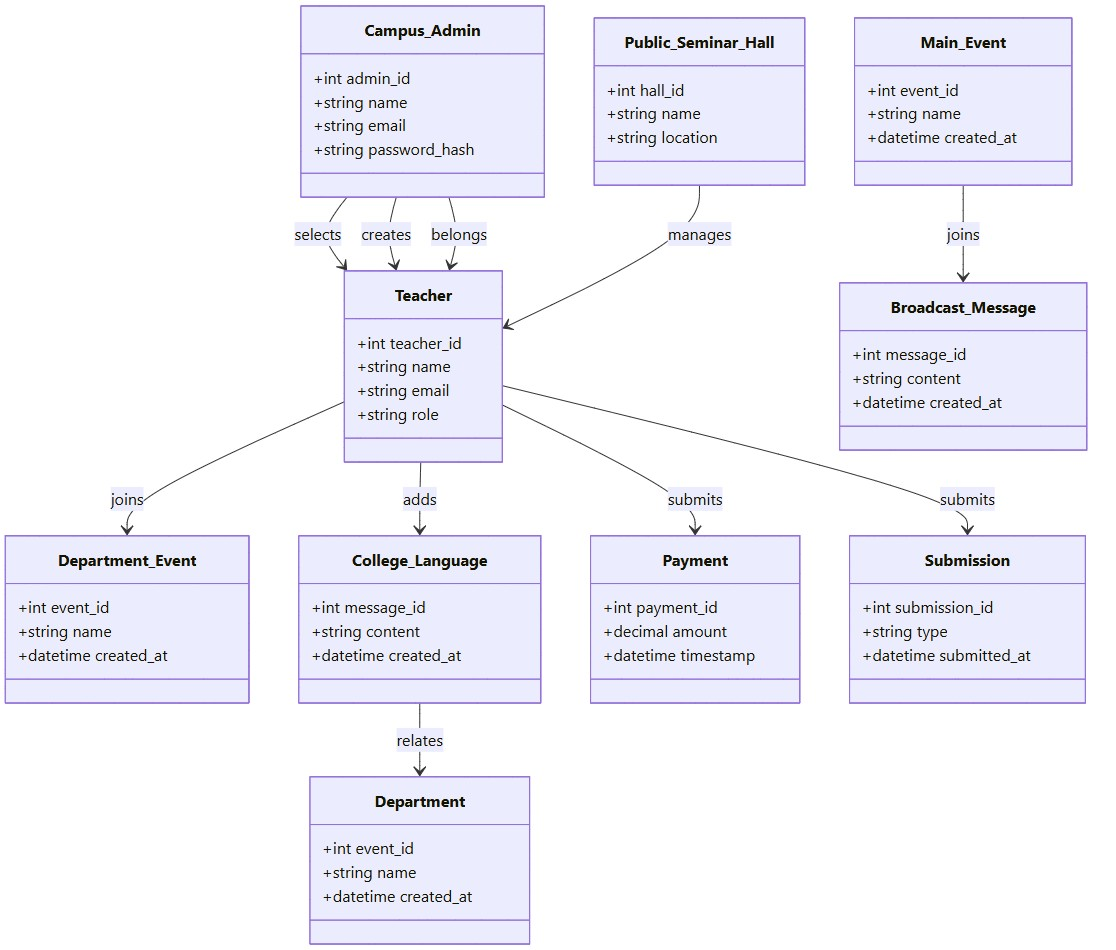 Campus_Admin
+int admin_id
+string name
+string email
+string password_hash
Public_Seminar_Hall
+int hall_id
+string name
+string location
Main_Event
+int event_id
+string name
+datetime created_at
selects
creates
belongs
manages
joins
Teacher
+int teacher_id
+string name
+string email
+string role
Broadcast_Message
+int message_id
+string content
+datetime created_at
joins
adds
submits
submits
Department_Event
+int event_id
+string name
+datetime created_at
College_Language
+int message_id
+string content
+datetime created_at
Payment
+int payment_id
+decimal amount
+datetime timestamp
Submission
+int submission_id
+string type
+datetime submitted_at
relates
Department
+int event_id
+string name
+datetime created_at